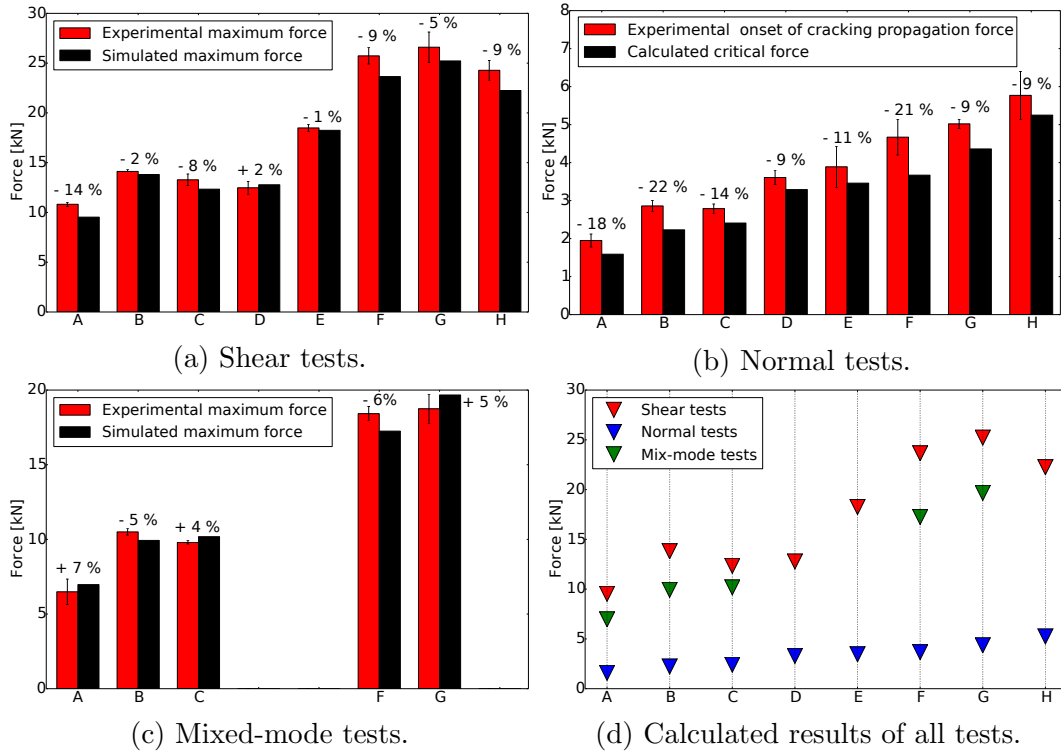 30
25
20
15
10
5
0
Force [kN]
Experimental maximum force
Simulated maximum force
- 14 %
- 2 %
- 8 %
+ 2 %
- 1 %
- 9 %
- 5 %
- 9 %
A B C D E F G H
(a) Shear tests.
8
7
6
5
4
3
2
1
0
Force [kN]
Experimental onset of cracking propagation force
Calculated critical force
- 18 %
- 22 %
- 14 %
- 9 %
- 11 %
- 21 %
- 9 %
- 9 %
A B C D E F G H
(b) Normal tests.
20
15
10
5
0
Force [kN]
Experimental maximum force
Simulated maximum force
+ 7 %
- 5 %
+ 4 %
- 6%
+ 5 %
A B C F G
(c) Mixed-mode tests.
30
25
20
15
10
5
0
Force [kN]
Shear tests
Normal tests
Mix-mode tests
A B C D E F G H
(d) Calculated results of all tests.